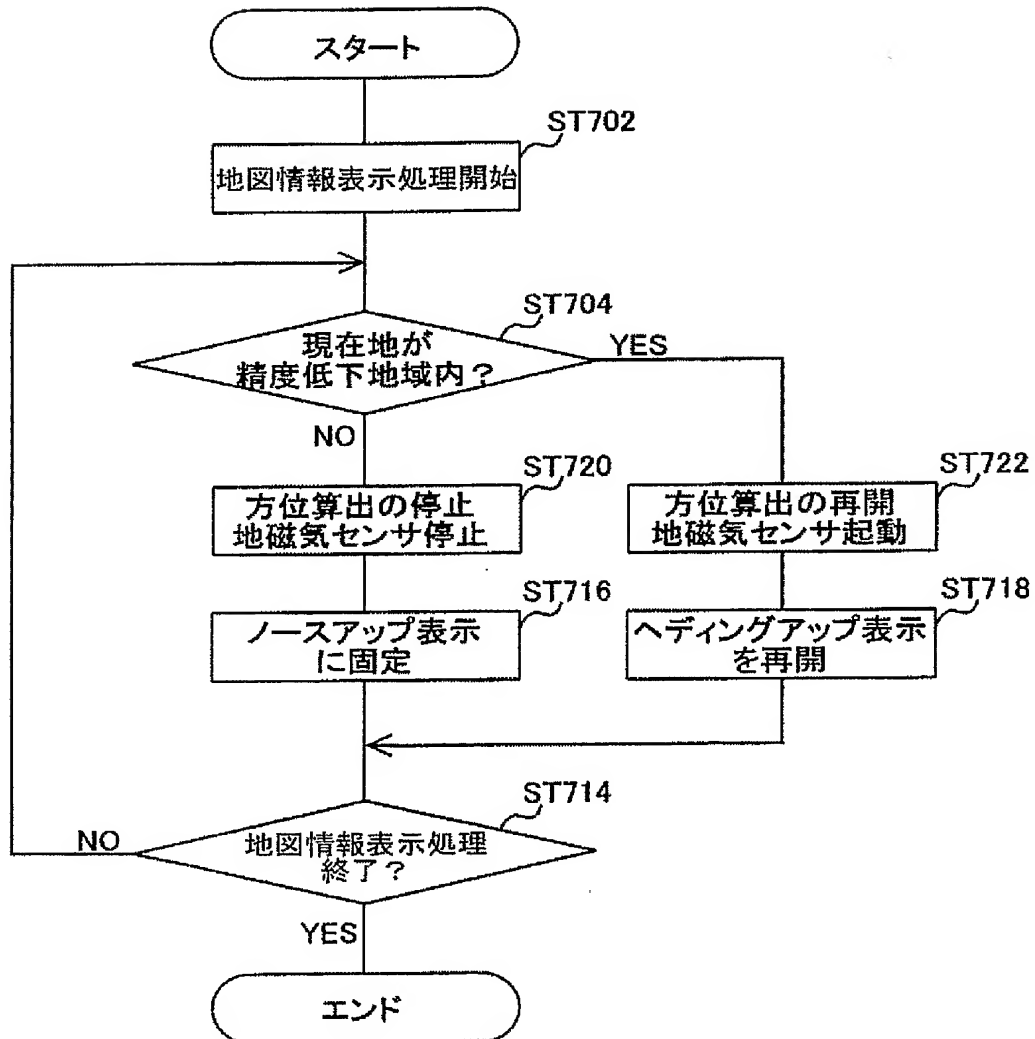 スタート
ST702
地図情報表示処理開始
ST704
現在地が
精度低下地域内？
YES
NO
ST720
方位算出の停止
地磁気センサ停止
ST722
方位算出の再開
地磁気センサ起動
ST716
ノースアップ表示
に固定
ST718
ヘディングアップ表示
を再開
ST714
地図情報表示処理
終了？
NO
YES
エンド